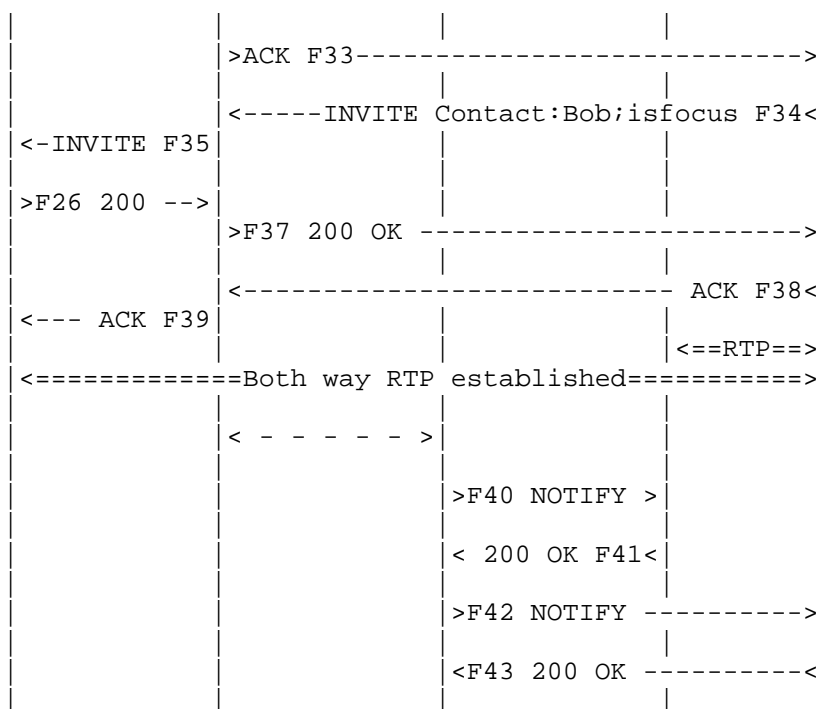 >ACK F33---------------------------->
<-----INVITE Contact:Bob;isfocus F34<
<-INVITE F35
>F26 200 -->
>F37 200 OK ------------------------>
<--------------------------- ACK F38<
<--- ACK F39
<==RTP==>
<=============Both way RTP established===========>
< - - - - - >
>F40 NOTIFY >
< 200 OK F41<
>F42 NOTIFY ---------->
<F43 200 OK ----------<